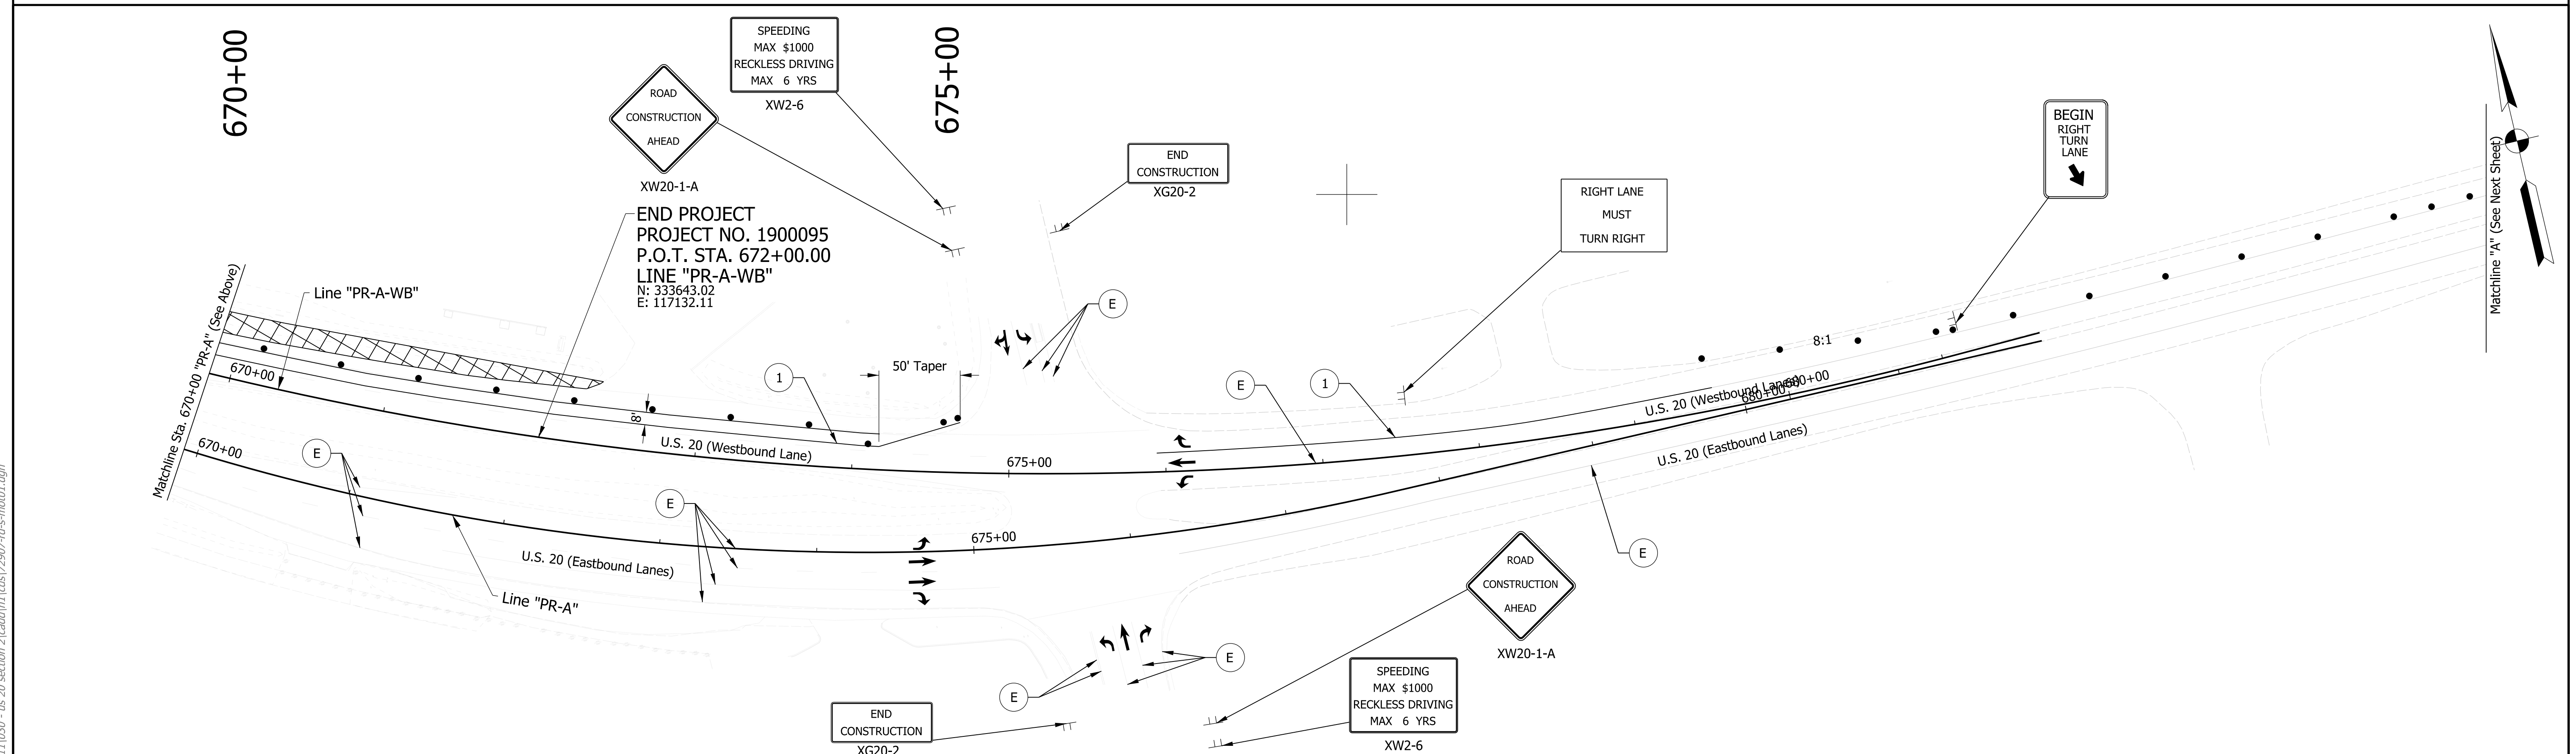 670+00
SPEEDING
MAX $1000
RECKLESS DRIVING
MAX 6 YRS
XW2-6
675+00
ROAD
CONSTRUCTION
AHEAD
XW20-1-A
END
CONSTRUCTION
XG20-2
RIGHT LANE
MUST
TURN RIGHT
BEGIN
RIGHT
TURN
LANE
Matchline "A" (See Next Sheet)
END PROJECT
PROJECT NO. 1900095
P.O.T. STA. 672+00.00
LINE "PR-A-WB"
N: 333643.02
E: 117132.11
Matchline Sta. 670+00 "PR-A" (See Above)
Line "PR-A-WB"
E
8:1
670+00
1
50' Taper
E
1
8'
U.S. 20 (Westbound Lane)
675+00
U.S. 20 (Westbound Lanes)
680+00
680+00
U.S. 20 (Eastbound Lanes)
670+00
E
E
675+00
E
U.S. 20 (Eastbound Lanes)
Line "PR-A"
ROAD
CONSTRUCTION
AHEAD
XW20-1-A
E
E
SPEEDING
MAX $1000
RECKLESS DRIVING
MAX 6 YRS
XW2-6
END
CONSTRUCTION
XG20-2